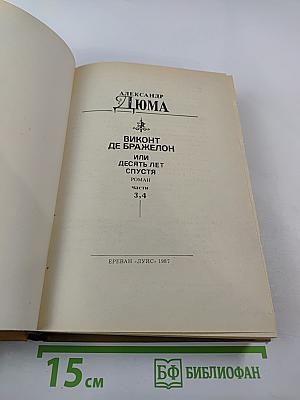 АЛЕКСАНДР
ДЮМА
ВИКОНТ
ДЕ БРАЖЕЛОН
ИЛИ
ДЕСЯТЬ ЛЕТ
СПУСТЯ
РОМАН
части
3.4
ЕРЕВАН «ЛУЙС» 1987
15 см
БФ БИБЛИОФАН